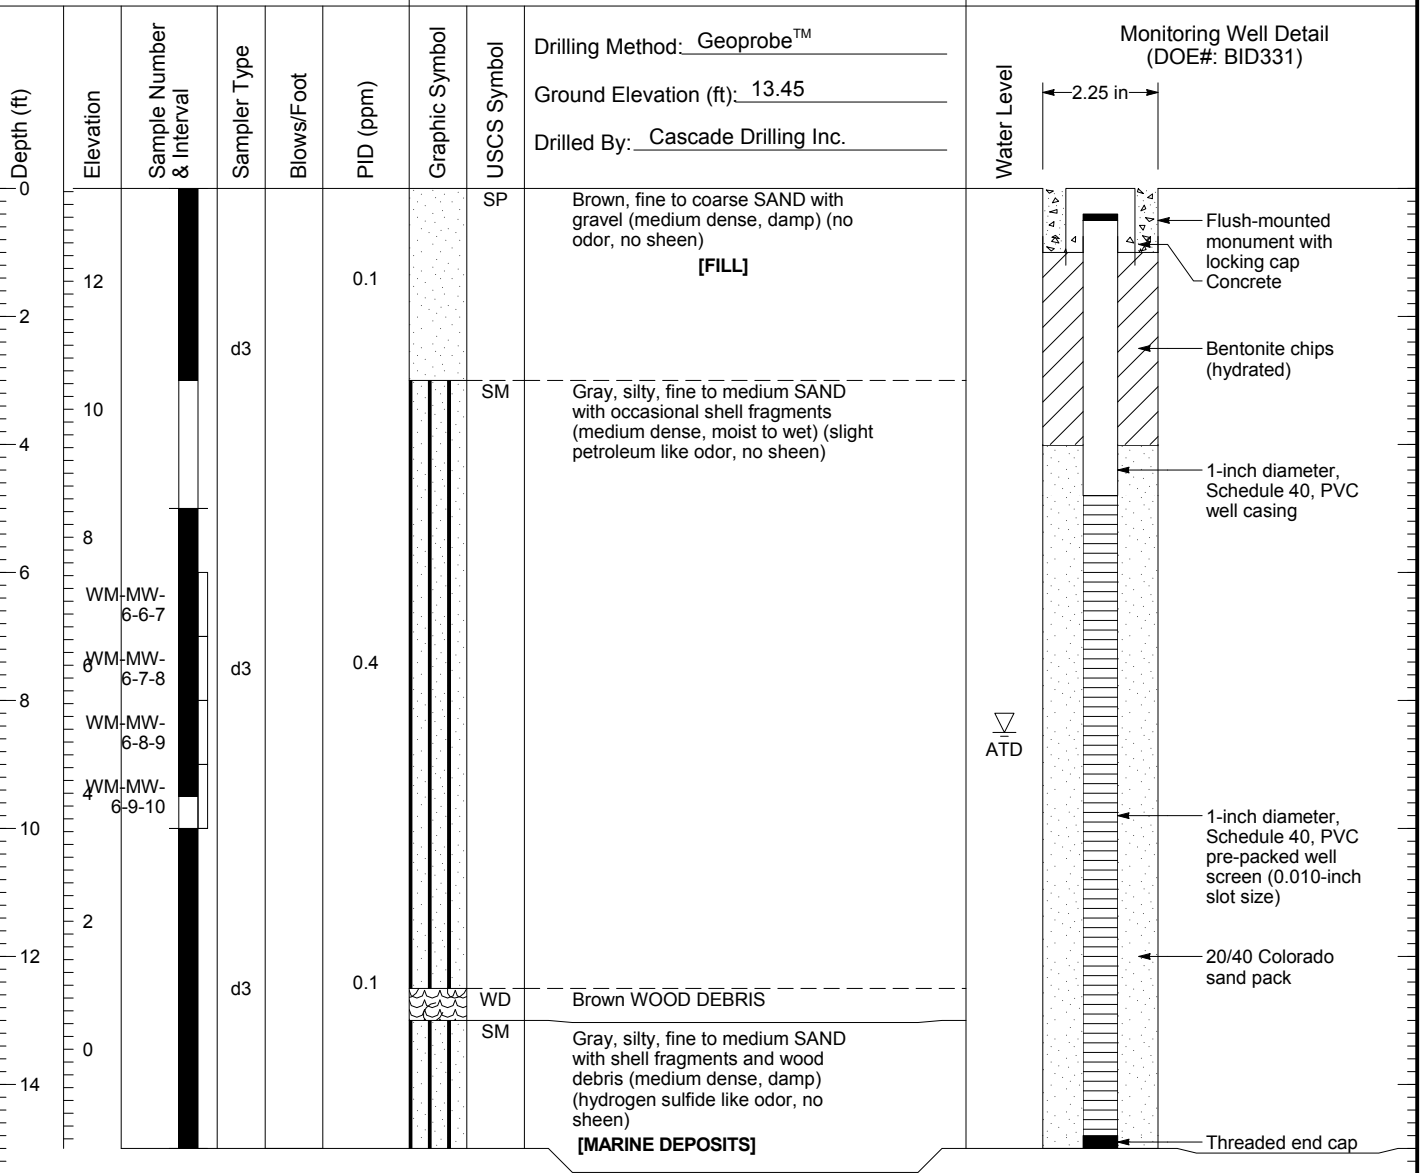 Depth (ft)
Elevation
Sample Number
& Interval
Sampler Type
Blows/Foot
PID (ppm)
Graphic Symbol
USCS Symbol
Drilling Method: Geoprobe™
Ground Elevation (ft): 13.45
Drilled By: Cascade Drilling Inc.
Water Level
Monitoring Well Detail
(DOE#: BID331)
2.25 in
0
SP
Brown, fine to coarse SAND with
gravel (medium dense, damp) (no
odor, no sheen)
[FILL]
Flush-mounted
monument with
locking cap
Concrete
12
0.1
2
d3
Bentonite chips
(hydrated)
SM
Gray, silty, fine to medium SAND
with occasional shell fragments
(medium dense, moist to wet) (slight
petroleum like odor, no sheen)
10
4
1-inch diameter,
Schedule 40, PVC
well casing
8
6
WM-MW-
6-6-7
6
WM-MW-
6-7-8
d3
0.4
8
WM-MW-
6-8-9
ATD
4
WM-MW-
6-9-10
10
1-inch diameter,
Schedule 40, PVC
pre-packed well
screen (0.010-inch
slot size)
2
12
20/40 Colorado
sand pack
d3
0.1
WD
Brown WOOD DEBRIS
SM
Gray, silty, fine to medium SAND
with shell fragments and wood
debris (medium dense, damp)
(hydrogen sulfide like odor, no
sheen)
[MARINE DEPOSITS]
0
14
Threaded end cap